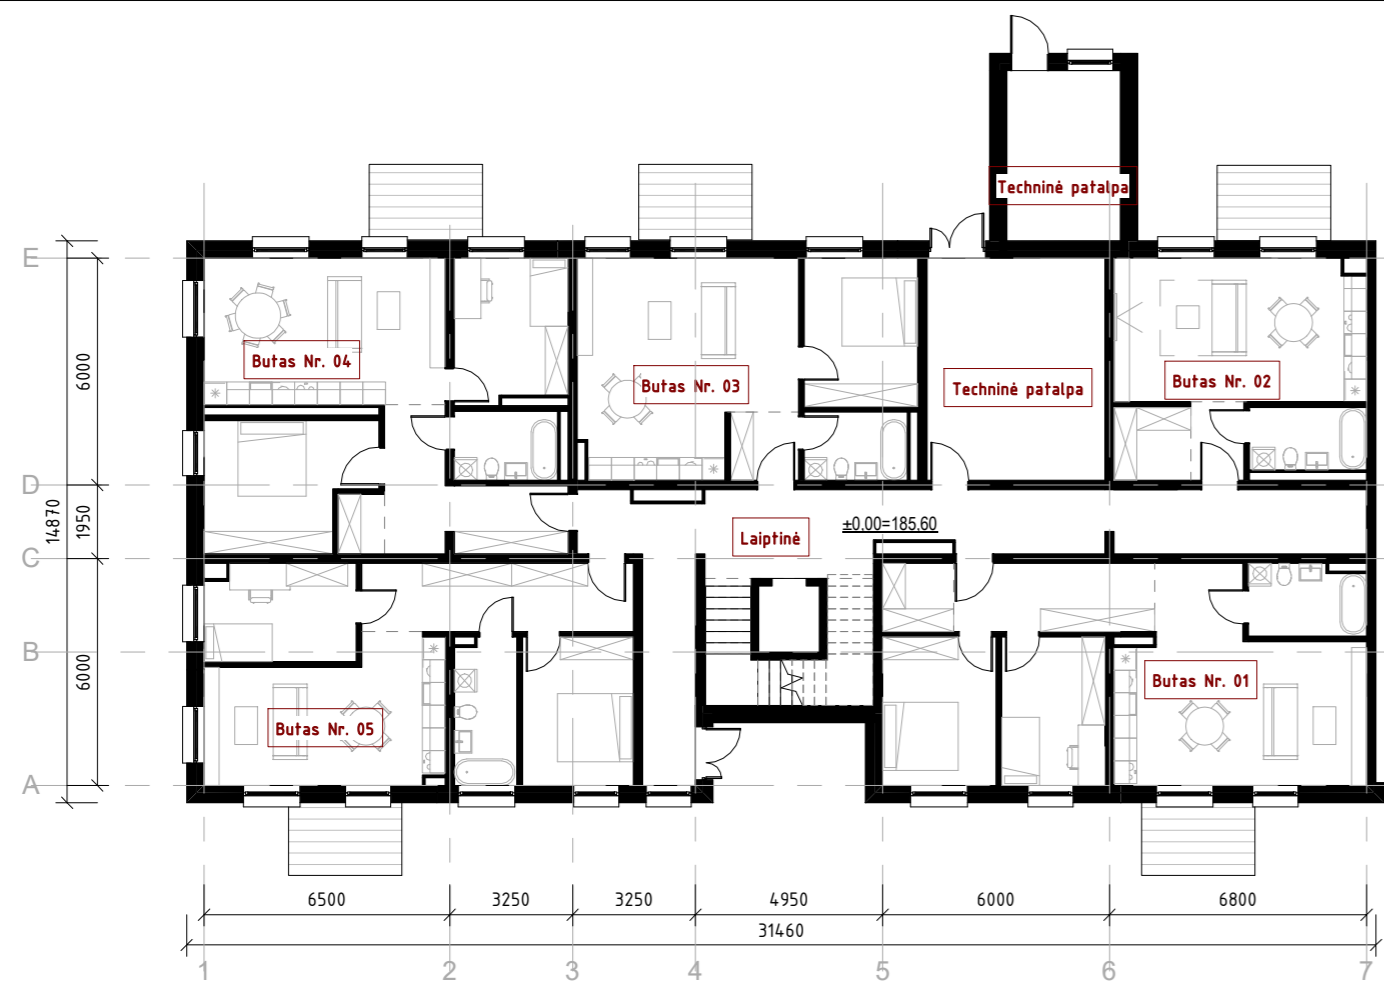 Techninė patalpa
E
Butas Nr. 04
Butas Nr. 03
Techninė patalpa
Butas Nr. 02
6000
D
14870
1950
Laiptinė
±0,00=185,60
C
B
6000
Butas Nr. 01
Butas Nr. 05
A
6500
3250
3250
4950
6000
6800
31460
1
2
3
4
5
6
7